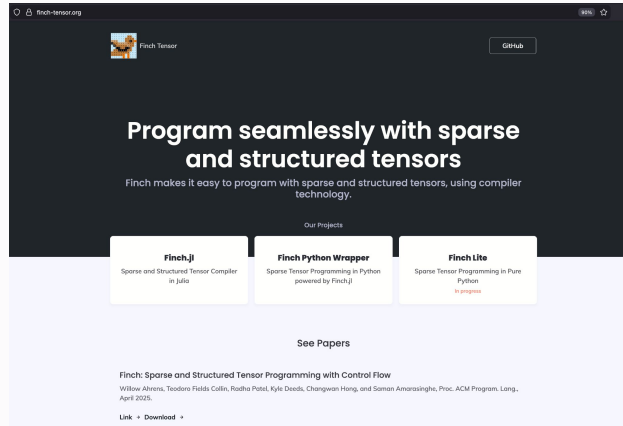 finch-tensor.org
90%
Finch Tensor
GitHub
Program seamlessly with sparse
and structured tensors
Finch makes it easy to program with sparse and structured tensors, using compiler
technology.
Our Projects
Finch.jl
Sparse and Structured Tensor Compiler
in Julia
Finch Python Wrapper
Sparse Tensor Programming in Python
powered by Finch.jl
Finch Lite
Sparse Tensor Programming in Pure
Python
In progress
See Papers
Finch: Sparse and Structured Tensor Programming with Control Flow
Willow Ahrens, Teodoro Fields Collin, Radha Patel, Kyle Deeds, Changwan Hong, and Saman Amarasinghe, Proc. ACM Program. Lang.,
April 2025.
Link → Download →